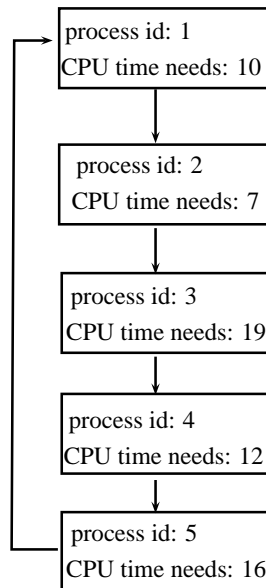 process id: 1
CPU time needs: 10
process id: 2
CPU time needs: 7
process id: 3
CPU time needs: 19
process id: 4
CPU time needs: 12
process id: 5
CPU time needs: 16